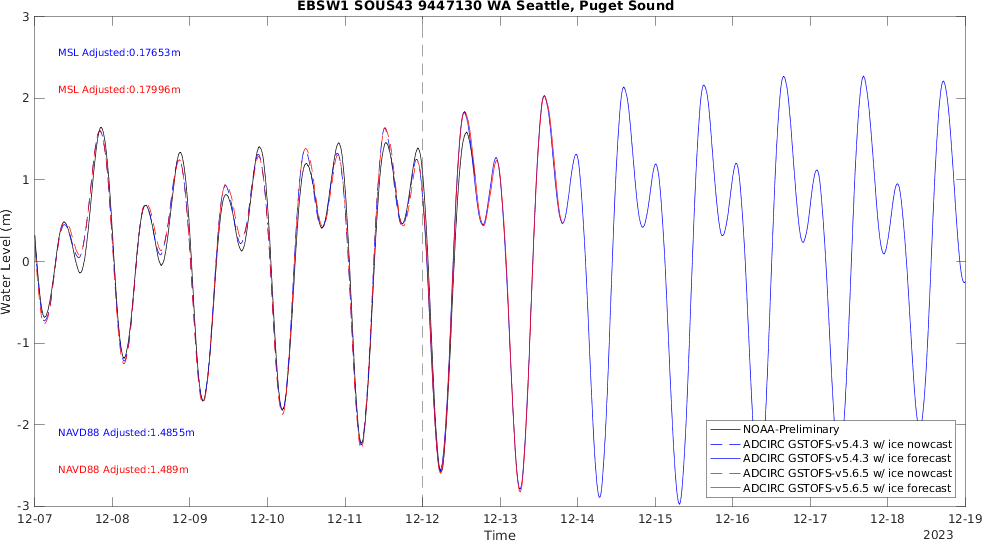 EBSW1 SOUS43 9447130 WA Seattle, Puget Sound
3
2
1
0
-1
-2
-3
Water Level (m)
MSL Adjusted:0.17653m
MSL Adjusted:0.17996m
NAVD88 Adjusted:1.4855m
NAVD88 Adjusted:1.489m
NOAA-Preliminary
ADCIRC GSTOFS-v5.4.3 w/ ice nowcast
ADCIRC GSTOFS-v5.4.3 w/ ice forecast
ADCIRC GSTOFS-v5.6.5 w/ ice nowcast
ADCIRC GSTOFS-v5.6.5 w/ ice forecast
12-07 12-08 12-09 12-10 12-11 12-12 12-13 12-14 12-15 12-16 12-17 12-18 12-19
Time
2023